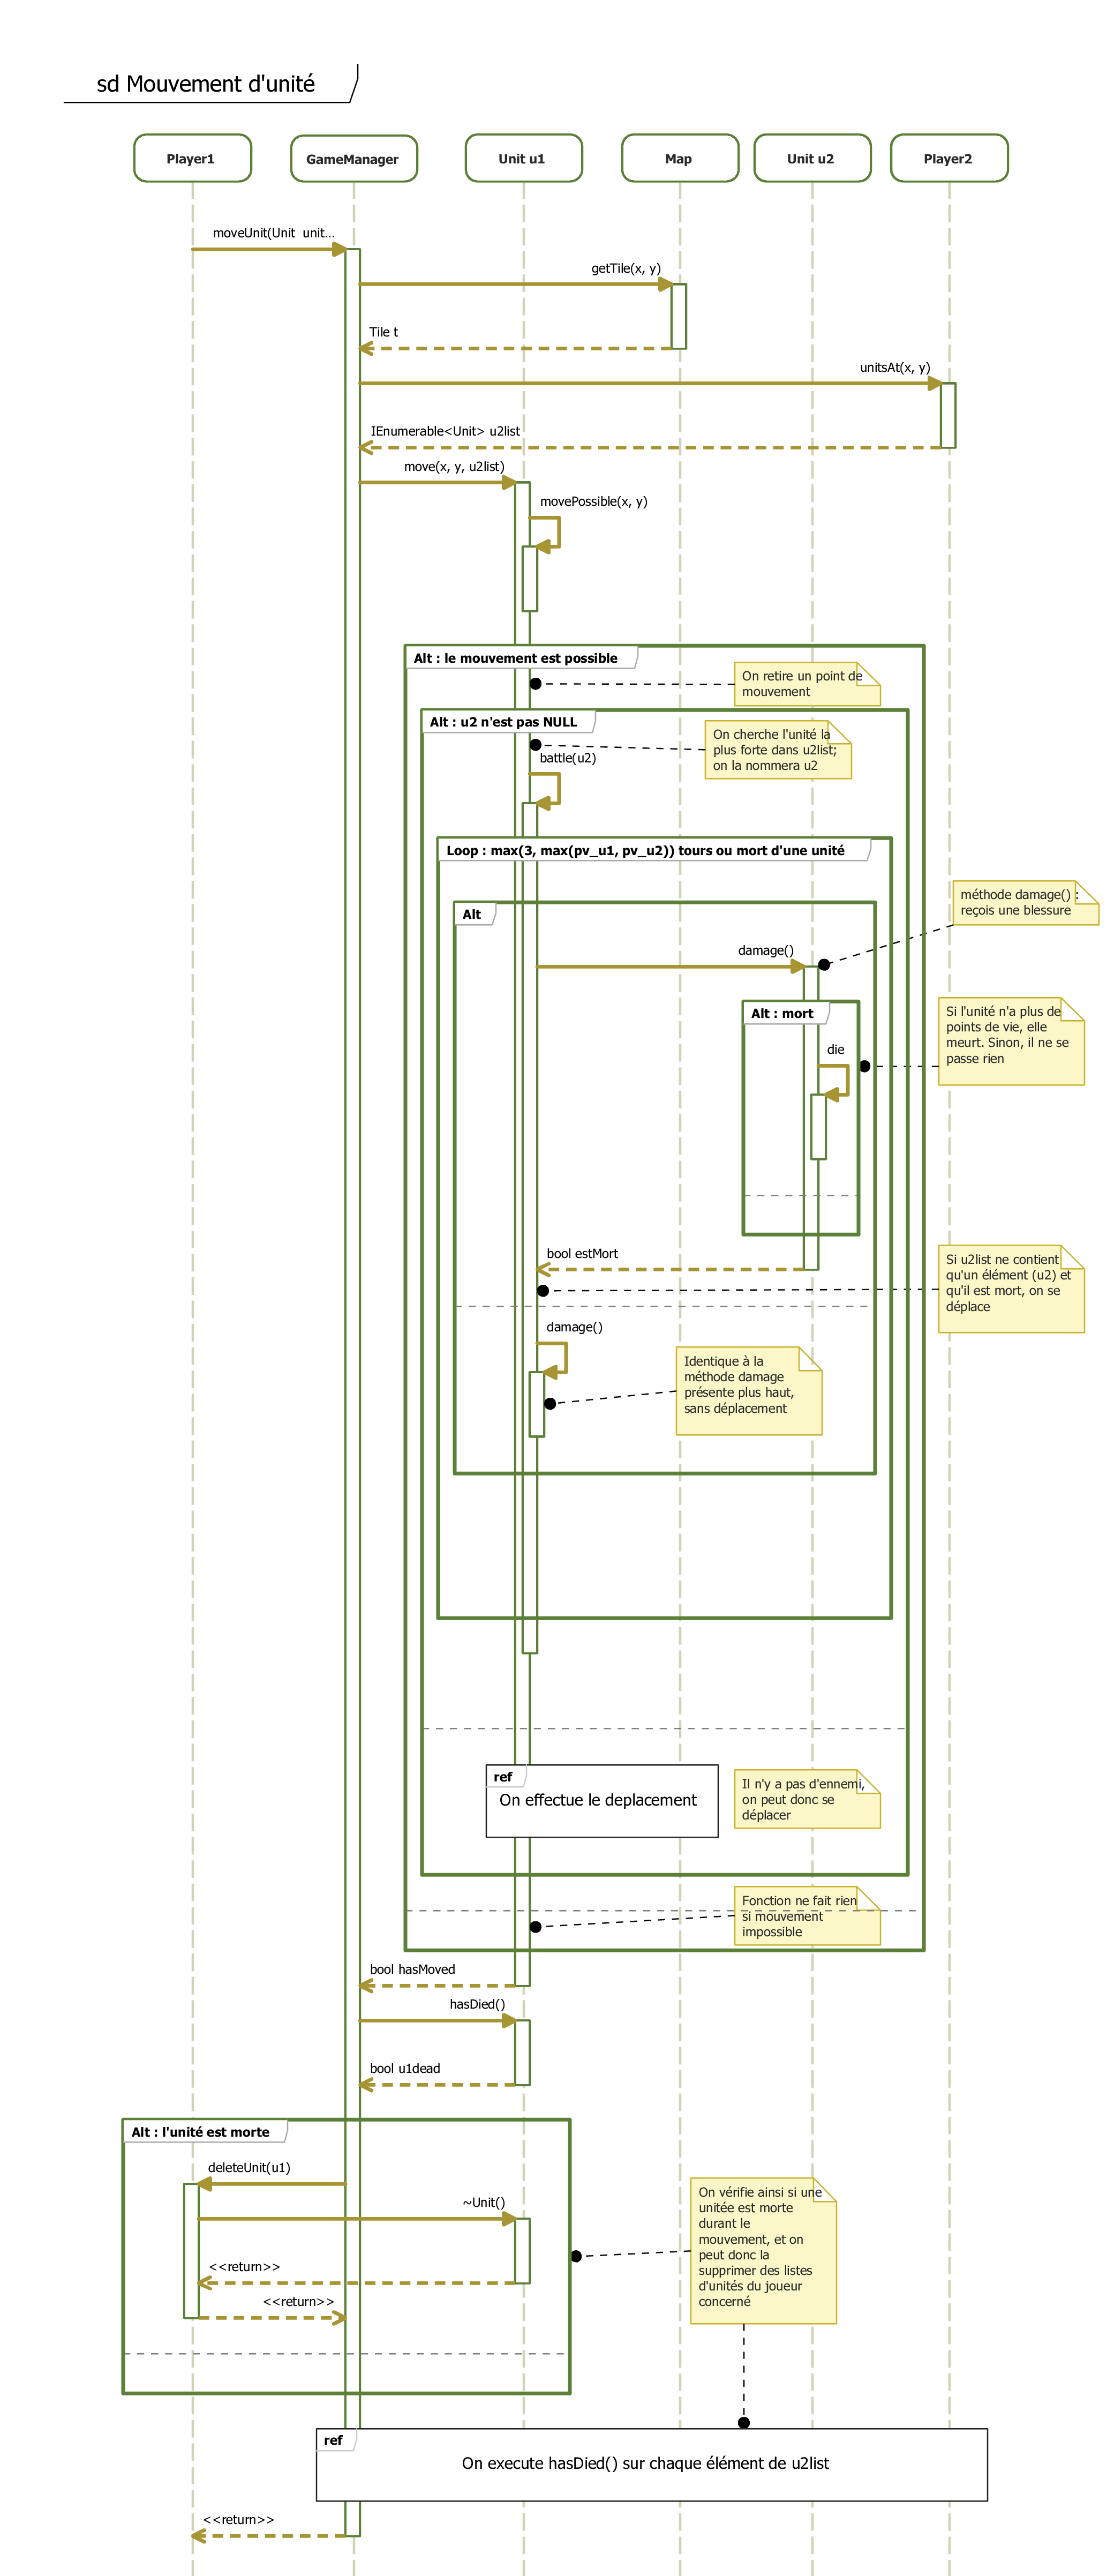 sd Mouvement d'unité
Player1
GameManager
Unit u1
Map
Unit u2
Player2
moveUnit(Unit unit...
getTile(x, y)
Tile t
unitsAt(x, y)
IEnumerable<Unit> u2list
move(x, y, u2list)
movePossible(x, y)
Alt : le mouvement est possible
On retire un point de
mouvement
Alt : u2 n'est pas NULL
On cherche l'unité la
plus forte dans u2list;
on la nommera u2
battle(u2)
Loop : max(3, max(pv_u1, pv_u2)) tours ou mort d'une unité
méthode damage() :
reçois une blessure
Alt
damage()
Si l'unité n'a plus de
points de vie, elle
meurt. Sinon, il ne se
passe rien
Alt : mort
die
bool estMort
Si u2list ne contient
qu'un élément (u2) et
qu'il est mort, on se
déplace
damage()
Identique à la
méthode damage
présente plus haut,
sans déplacement
ref
On effectue le deplacement
Il n'y a pas d'ennemi,
on peut donc se
déplacer
Fonction ne fait rien
si mouvement
impossible
bool hasMoved
hasDied()
bool u1dead
Alt : l'unité est morte
deleteUnit(u1)
~Unit()
<<return>>
<<return>>
On vérifie ainsi si une
unitée est morte
durant le
mouvement, et on
peut donc la
supprimer des listes
d'unités du joueur
concerné
ref
On execute hasDied() sur chaque élément de u2list
<<return>>